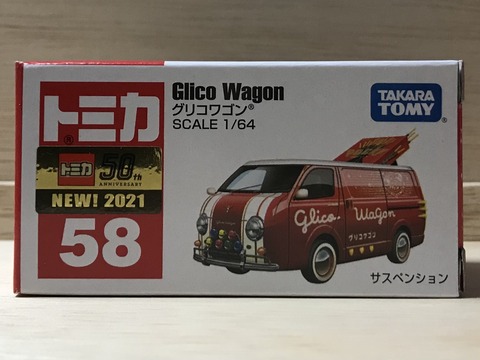 トミカ®
トミカ 50th
ANNIVERSARY
NEW! 2021
58
Glico Wagon
グリコワゴン®
SCALE 1/64
TAKARA
TOMY™
Glico. Wagon
グリコワゴン
サスペンション